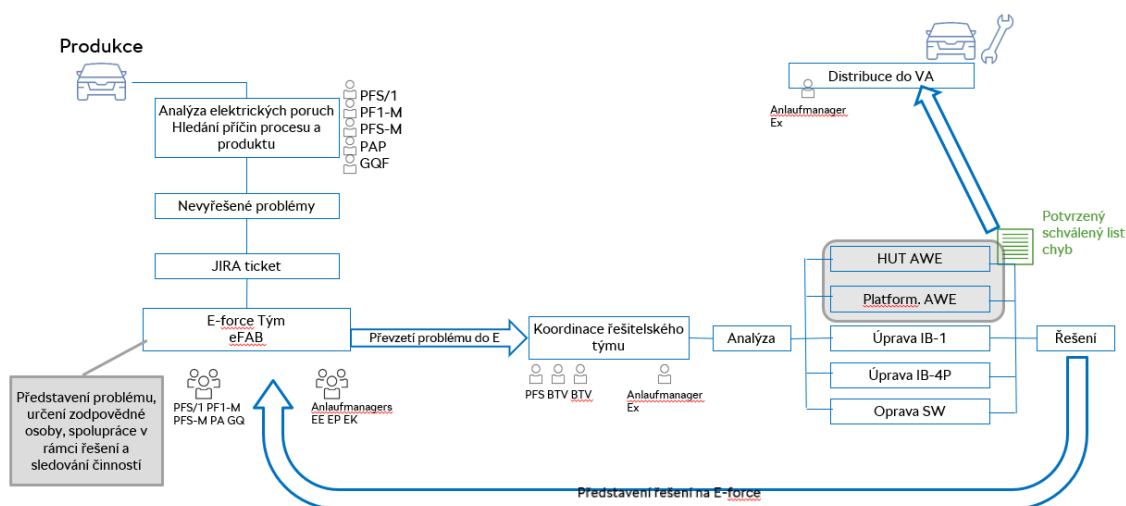 Produkce
Analýza elektrických poruch
Hledání příčin procesu a
produktu
PFS/1
PF1-M
PFS-M
PAP
GQF
Nevyřešené problémy
JIRA ticket
E-force Tým
eFAB
Představení problému,
určení zodpovědné
osoby, spolupráce v
rámci řešení a
sledování činností
PFS/1 PF1-M
PFS-M PA GQ
Anlaufmanagers
EE EP EK
Převzetí problému do E
Koordinace řešitelského
týmu
PFS BTV BTV
Anlaufmanager
Ex
Analýza
HUT AWE
Platform. AWE
Úprava IB-1
Úprava IB-4P
Oprava SW
Řešení
Potvrzený
schválený list
chyb
Distribuce do VA
Anlaufmanager
Ex
Představení řešení na E-force